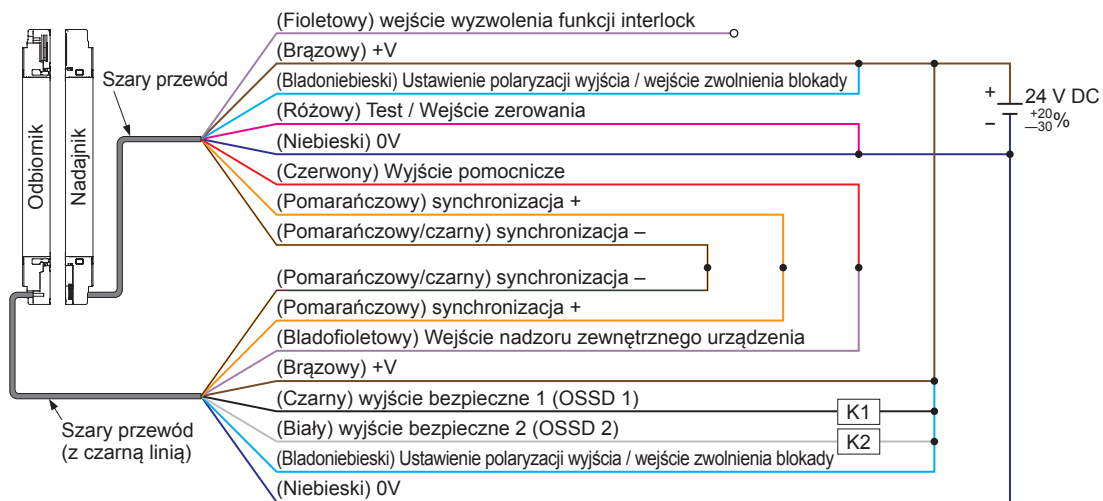 (Fioletowy) wejście wyzwolenia funkcji interlock
(Brązowy) +V
Szary przewód
(Bladoniebieski) Ustawienie polaryzacji wyjścia / wejście zwolnienia blokady
+
24 V DC
+20
—30 %
–
(Różowy) Test / Wejście zerowania
Odbiornik
Nadajnik
(Niebieski) 0V
(Czerwony) Wyjście pomocnicze
(Pomarańczowy) synchronizacja +
(Pomarańczowy/czarny) synchronizacja –
(Pomarańczowy/czarny) synchronizacja –
(Pomarańczowy) synchronizacja +
(Bladofioletowy) Wejście nadzoru zewnętrznego urządzenia
(Brązowy) +V
(Czarny) wyjście bezpieczne 1 (OSSD 1)
K1
Szary przewód
(z czarną linią)
(Biały) wyjście bezpieczne 2 (OSSD 2)
K2
(Bladoniebieski) Ustawienie polaryzacji wyjścia / wejście zwolnienia blokady
(Niebieski) 0V